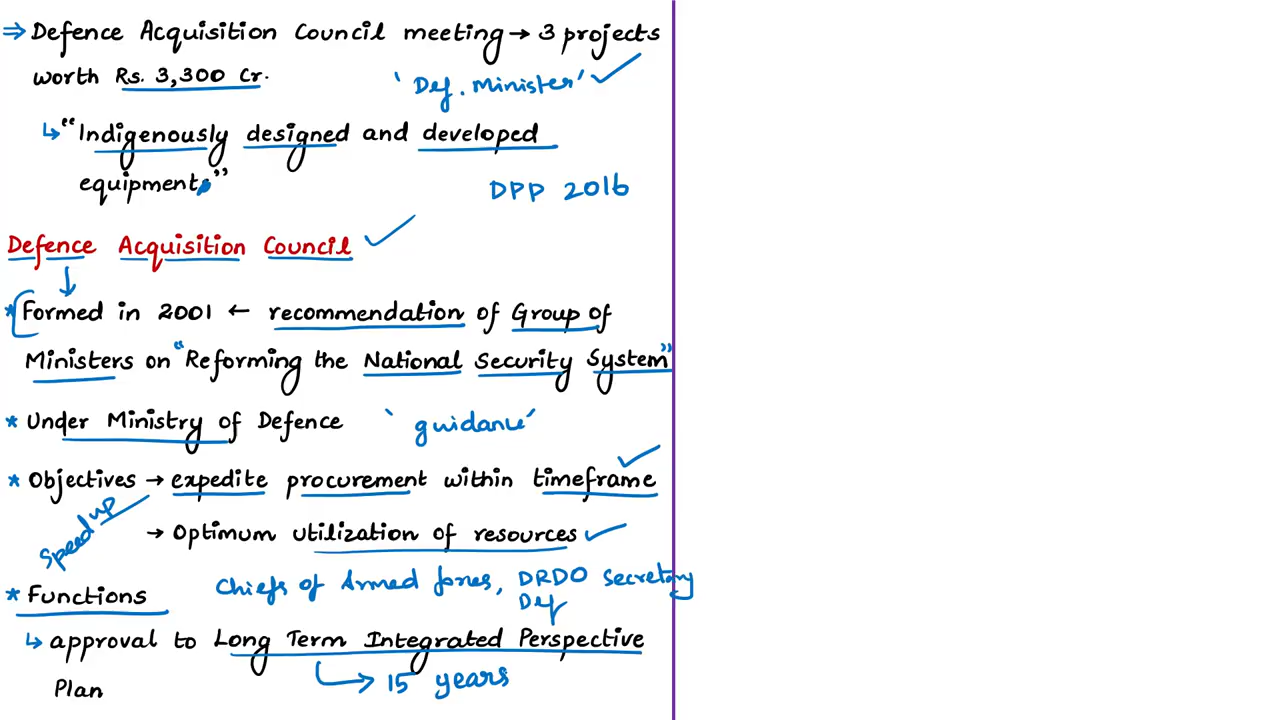 ⇒ Defence Acquisition Council meeting → 3 projects
worth Rs. 3,300 Cr.
'Def. Minister' ✓
↳ "Indigenously designed and developed
equipments"
DPP 2016
Defence Acquisition Council ✓
* Formed in 2001 ← recommendation of Group of
Ministers on "Reforming the National Security System"
* Under Ministry of Defence 'guidance'
* Objectives → expedite procurement within timeframe ✓
speed up
→ Optimum utilization of resources ✓
Chiefs of Armed forces, DRDO secretary
Def
* Functions
↳ approval to Long Term Integrated Perspective
Plan
→ 15 years